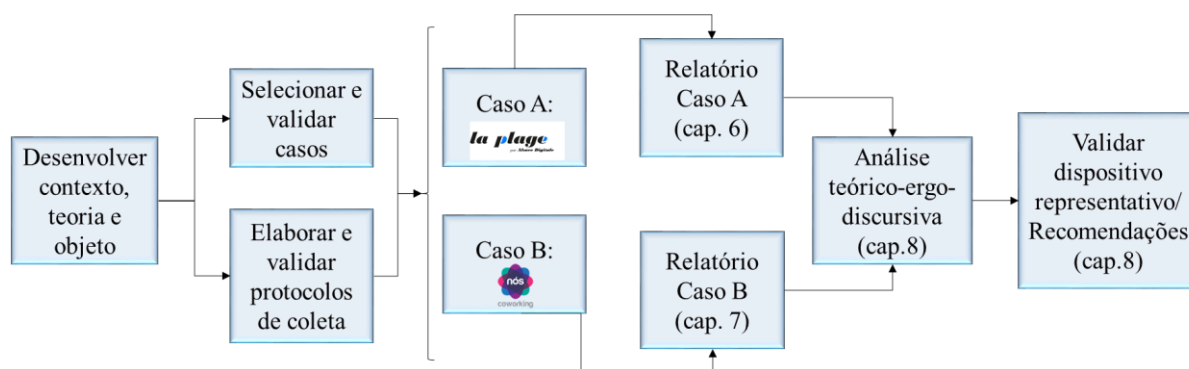 Desenvolver
contexto,
teoria e
objeto
Selecionar e
validar
casos
Elaborar e
validar
protocolos
de coleta
Caso A:
la plage
Caso B:
nós
coworking
Relatório
Caso A
(cap. 6)
Relatório
Caso B
(cap. 7)
Análise
teórico-ergo-
discursiva
(cap.8)
Validar
dispositivo
representativo/
Recomendações
(cap.8)